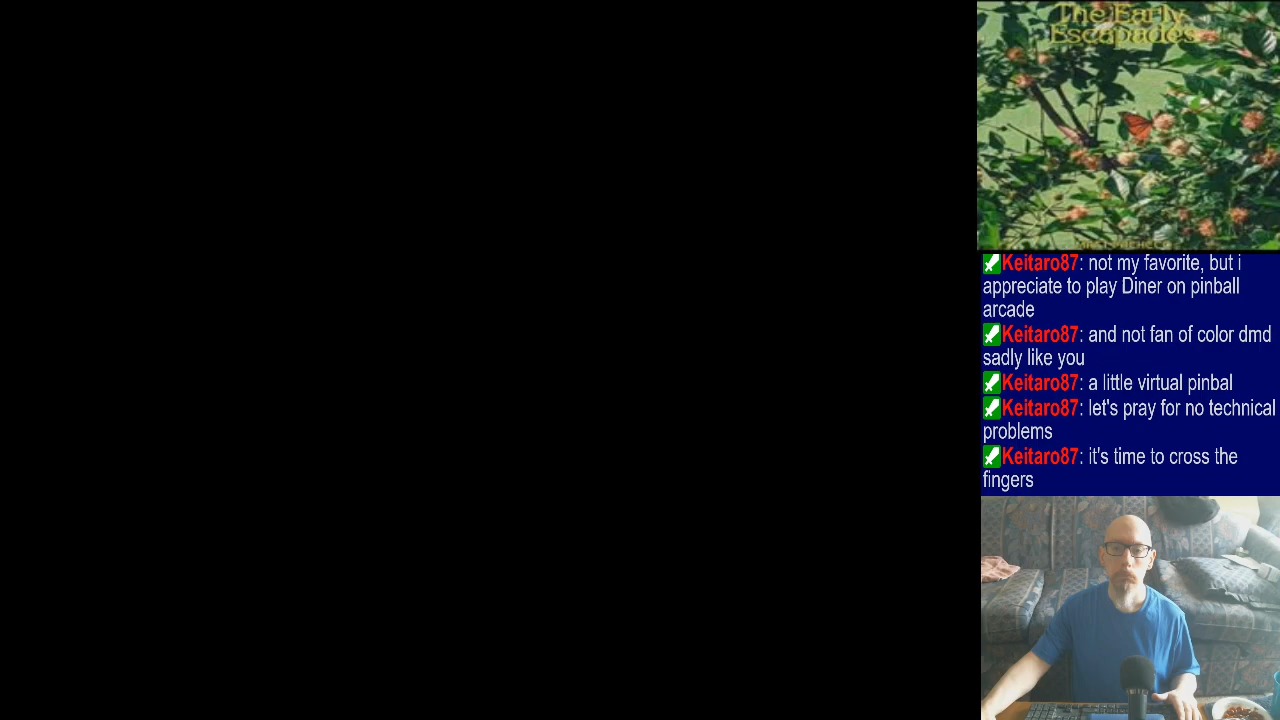 The Early
Escapades
Keitaro87: not my favorite, but i
appreciate to play Diner on pinball
arcade
Keitaro87: and not fan of color dmd
sadly like you
Keitaro87: a little virtual pinbal
Keitaro87: let's pray for no technical
problems
Keitaro87: it's time to cross the
fingers